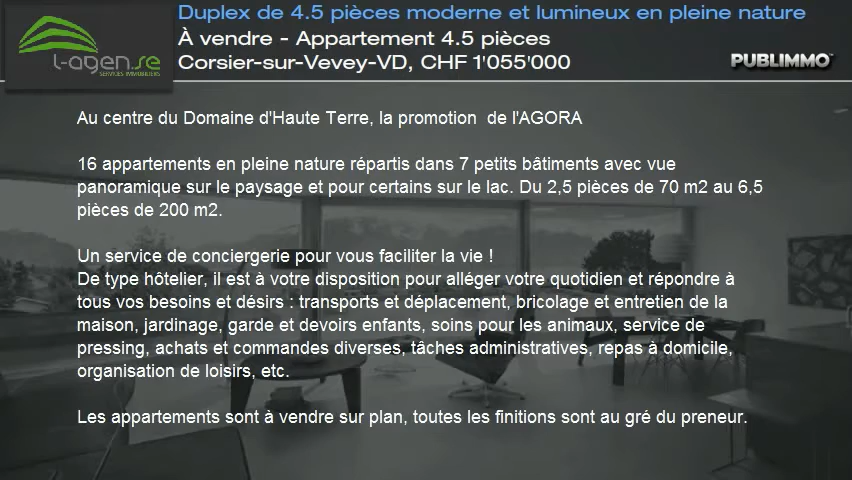 Duplex de 4.5 pièces moderne et lumineux en pleine nature
À vendre - Appartement 4.5 pièces
Corsier-sur-Vevey-VD, CHF 1'055'000
l-agen.se
SERVICES IMMOBILIERS
PUBLIMMO™
Au centre du Domaine d'Haute Terre, la promotion  de l'AGORA
16 appartements en pleine nature répartis dans 7 petits bâtiments avec vue
panoramique sur le paysage et pour certains sur le lac. Du 2,5 pièces de 70 m2 au 6,5
pièces de 200 m2.
Un service de conciergerie pour vous faciliter la vie !
De type hôtelier, il est à votre disposition pour alléger votre quotidien et répondre à
tous vos besoins et désirs : transports et déplacement, bricolage et entretien de la
maison, jardinage, garde et devoirs enfants, soins pour les animaux, service de
pressing, achats et commandes diverses, tâches administratives, repas à domicile,
organisation de loisirs, etc.
Les appartements sont à vendre sur plan, toutes les finitions sont au gré du preneur.